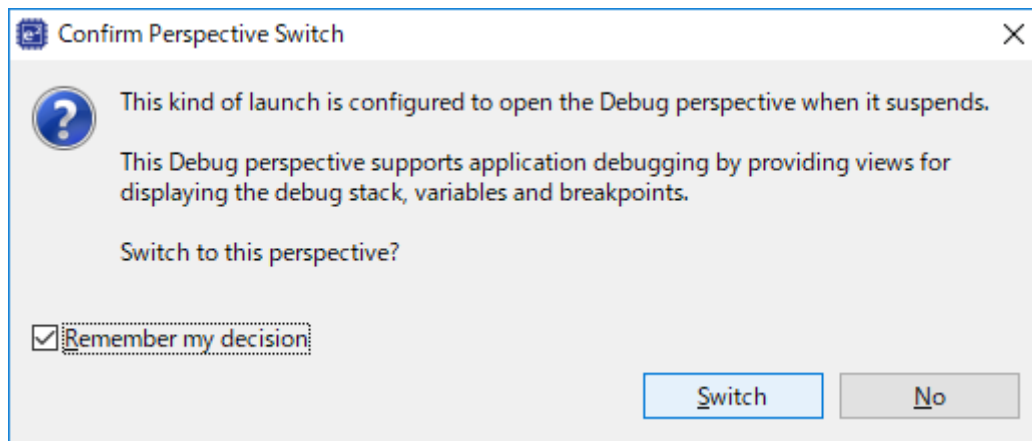 e²
Confirm Perspective Switch
This kind of launch is configured to open the Debug perspective when it suspends.
This Debug perspective supports application debugging by providing views for
displaying the debug stack, variables and breakpoints.
Switch to this perspective?
Remember my decision
Switch
No